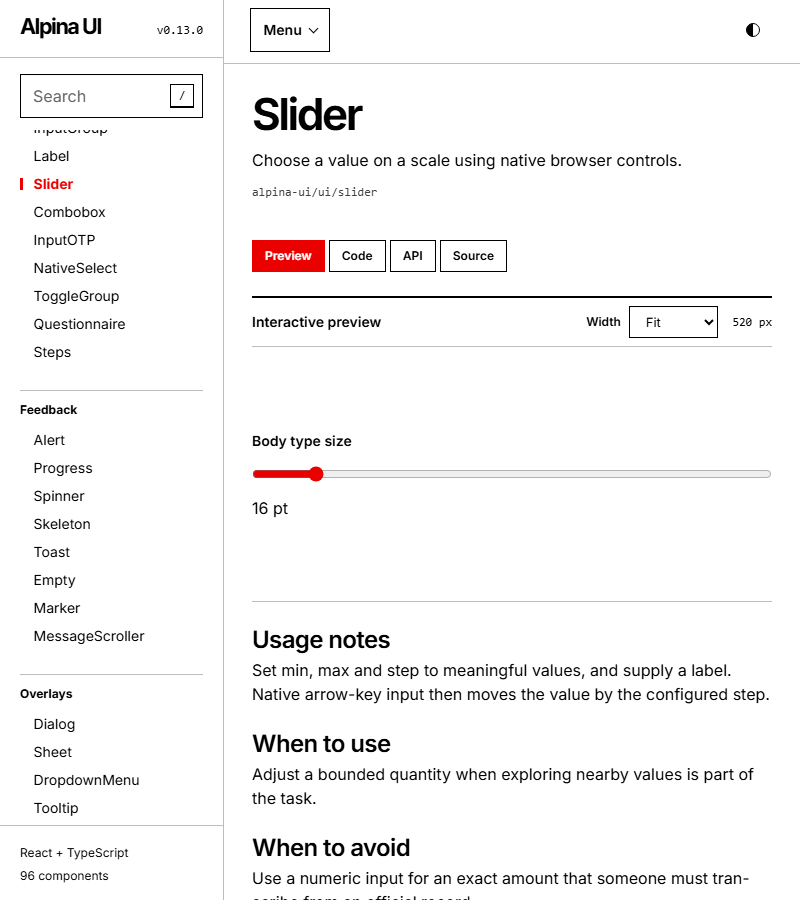 Alpina UI
v0.13.0
Search
/
InputGroup
Label
Slider
Combobox
InputOTP
NativeSelect
ToggleGroup
Questionnaire
Steps
Feedback
Alert
Progress
Spinner
Skeleton
Toast
Empty
Marker
MessageScroller
Overlays
Dialog
Sheet
DropdownMenu
Tooltip
React + TypeScript
96 components
Menu
Slider
Choose a value on a scale using native browser controls.
alpina-ui/ui/slider
Preview Code API Source
Interactive preview
Width Fit 520 px
Body type size
16 pt
Usage notes
Set min, max and step to meaningful values, and supply a label.
Native arrow-key input then moves the value by the configured step.
When to use
Adjust a bounded quantity when exploring nearby values is part of
the task.
When to avoid
Use a numeric input for an exact amount that someone must tran-
scribe from an official record.